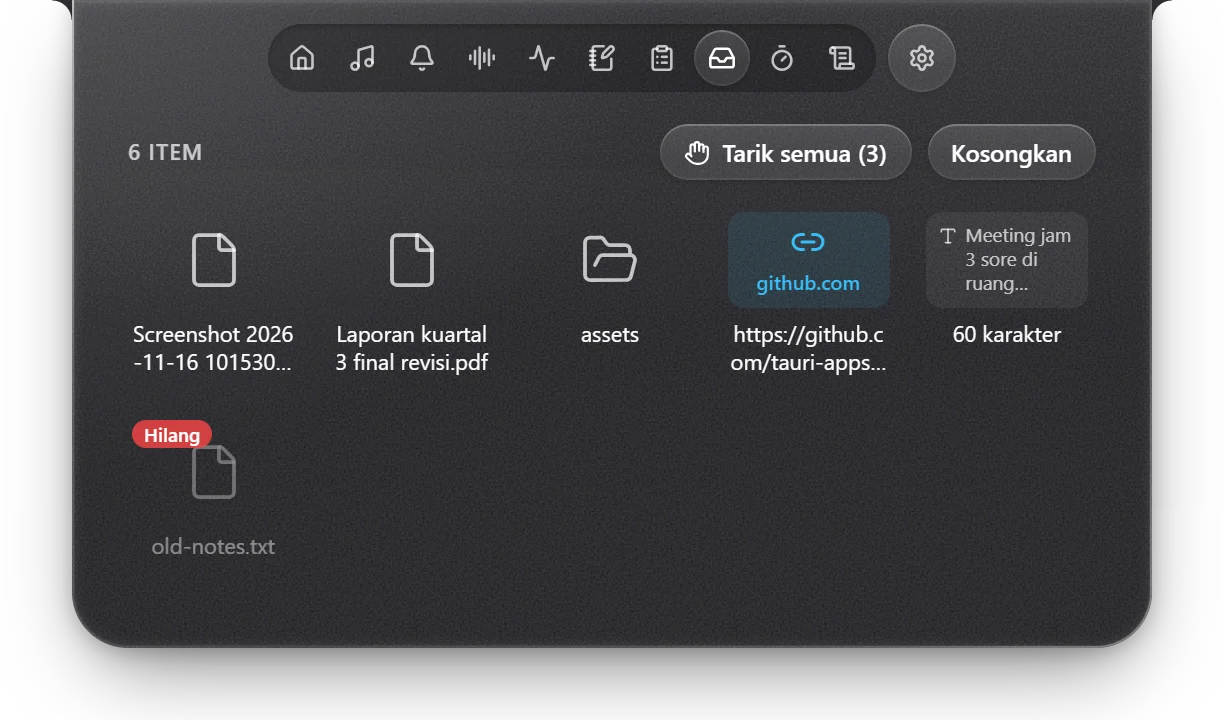 6 ITEM
Tarik semua (3)
Kosongkan
Screenshot 2026
-11-16 101530...
Laporan kuartal
3 final revisi.pdf
assets
github.com
https://github.c
om/tauri-apps...
Meeting jam
3 sore di
ruang...
60 karakter
Hilang
old-notes.txt